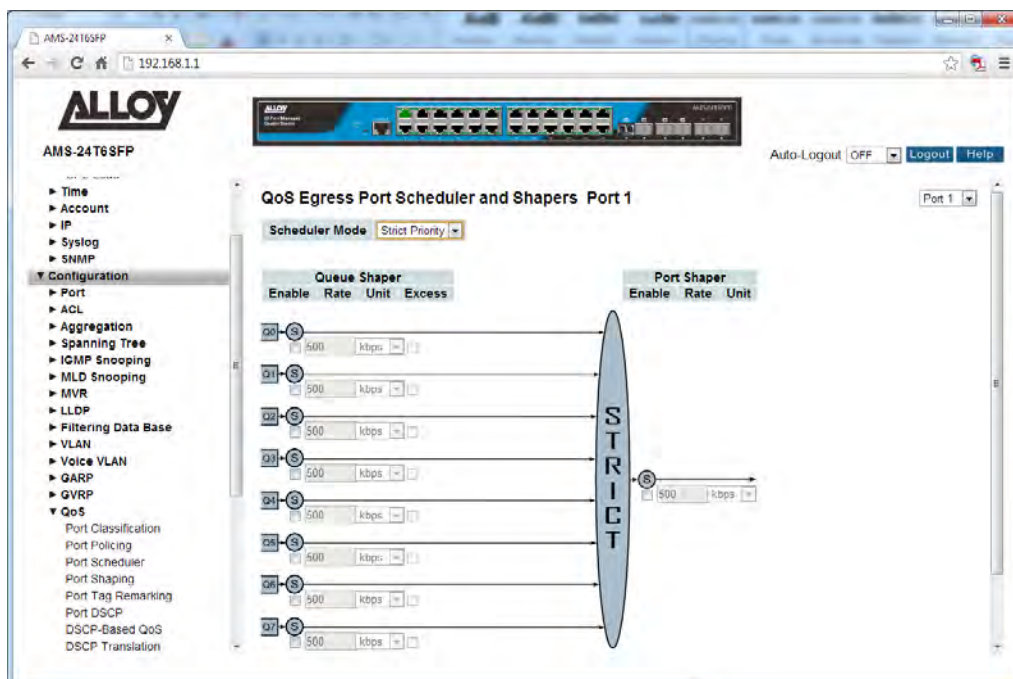 AMS-24T6SFP
192.168.1.1
ALLOY
ALLOY
AMS-24T6SFP
Auto-Logout OFF Logout Help
▶ Time
▶ Account
▶ IP
▶ Syslog
▶ SNMP
▼ Configuration
▶ Port
▶ ACL
▶ Aggregation
▶ Spanning Tree
▶ IGMP Snooping
▶ MLD Snooping
▶ MVR
▶ LLDP
▶ Filtering Data Base
▶ VLAN
▶ Voice VLAN
▶ GARP
▶ GVRP
▼ QoS
Port Classification
Port Policing
Port Scheduler
Port Shaping
Port Tag Remarking
Port DSCP
DSCP-Based QoS
DSCP Translation
QoS Egress Port Scheduler and Shapers Port 1
Port 1
Scheduler Mode Strict Priority
Queue Shaper
Enable Rate Unit Excess
Port Shaper
Enable Rate Unit
Q0 S
500 kbps
Q1 S
500 kbps
Q2 S
500 kbps
Q3 S
500 kbps
Q4 S
500 kbps
Q5 S
500 kbps
Q6 S
500 kbps
Q7 S
500 kbps
STRICT
S
500 kbps